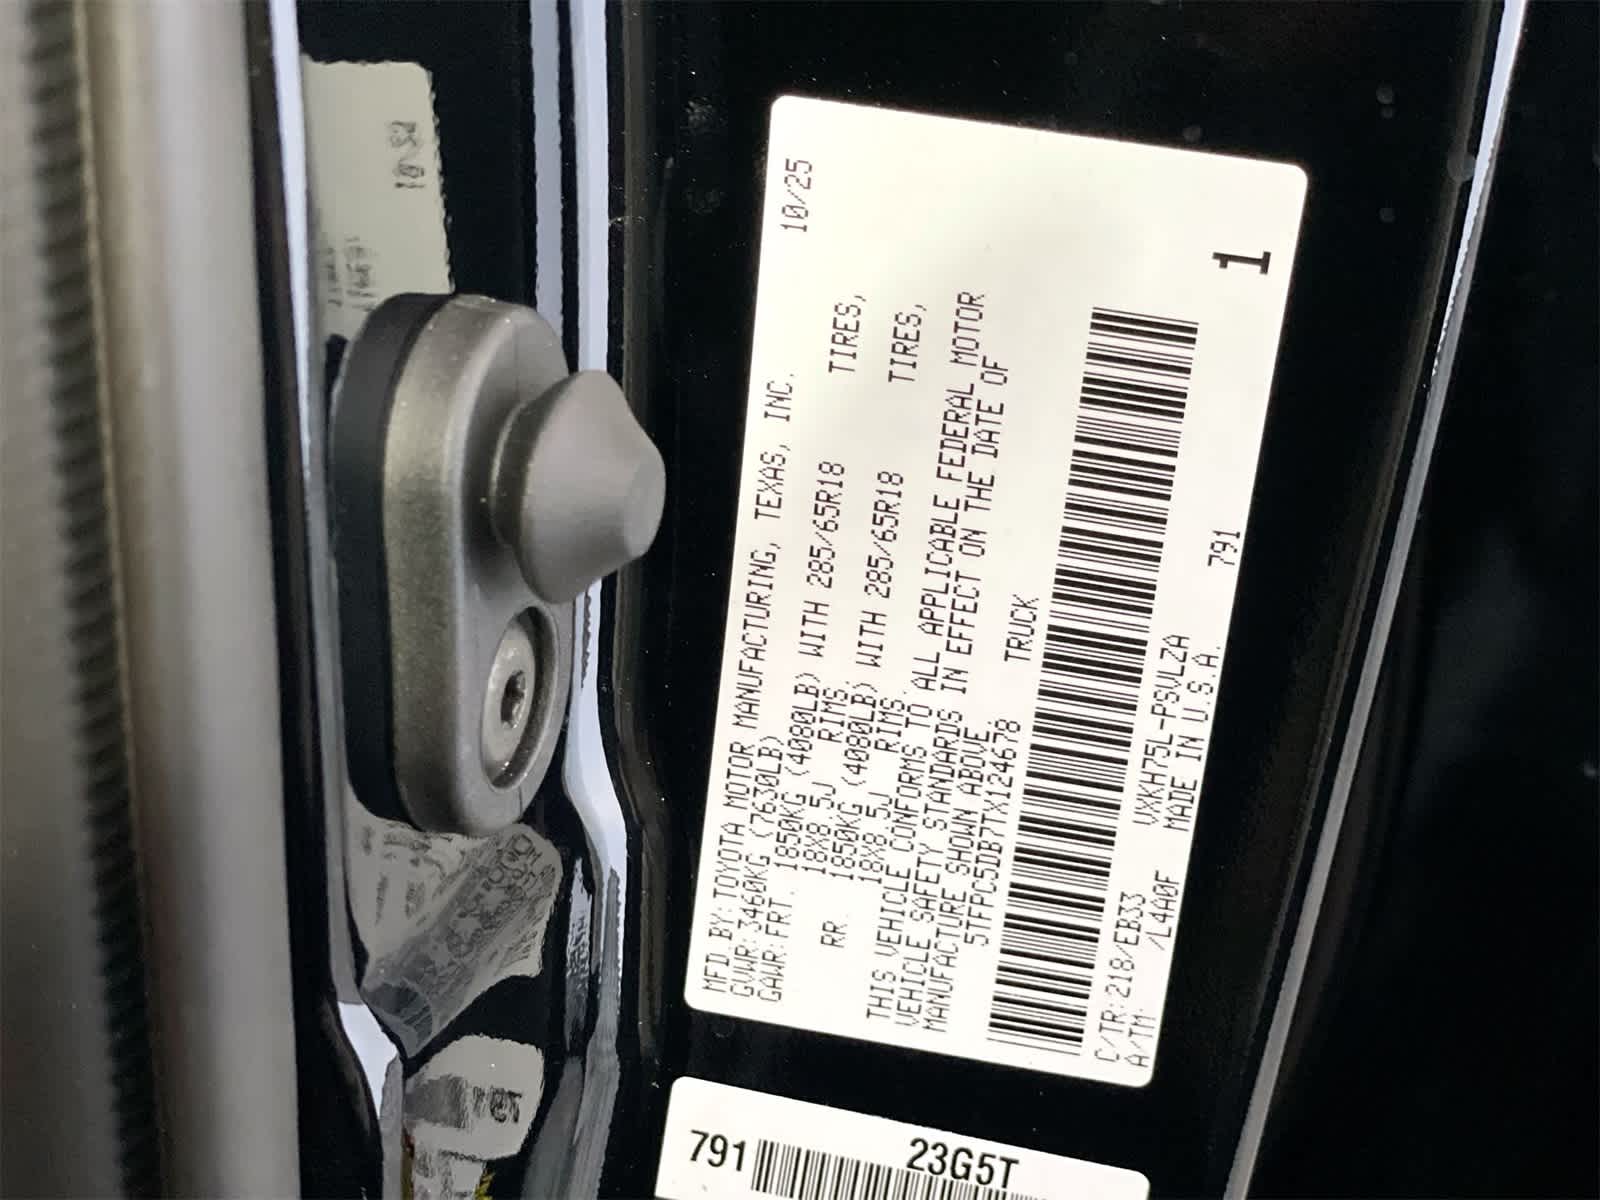 MFD BY: TOYOTA MOTOR MANUFACTURING, TEXAS, INC. 10/25
GVWR: 3460KG (7630LB)
GAWR: FRT. 1850KG (4080LB) WITH 285/65R18 TIRES,
18X8.5J RIMS,
RR. 1850KG (4080LB) WITH 285/65R18 TIRES,
18X8.5J RIMS.
THIS VEHICLE CONFORMS TO ALL APPLICABLE FEDERAL MOTOR
VEHICLE SAFETY STANDARDS IN EFFECT ON THE DATE OF
MANUFACTURE SHOWN ABOVE.
5TFPC5DB7TX124678 TRUCK
1
C/TR: 218/EB33 VXKH75L-PSVLZA 791
A/TM: /L4A0F MADE IN U.S.A.
791 23G5T